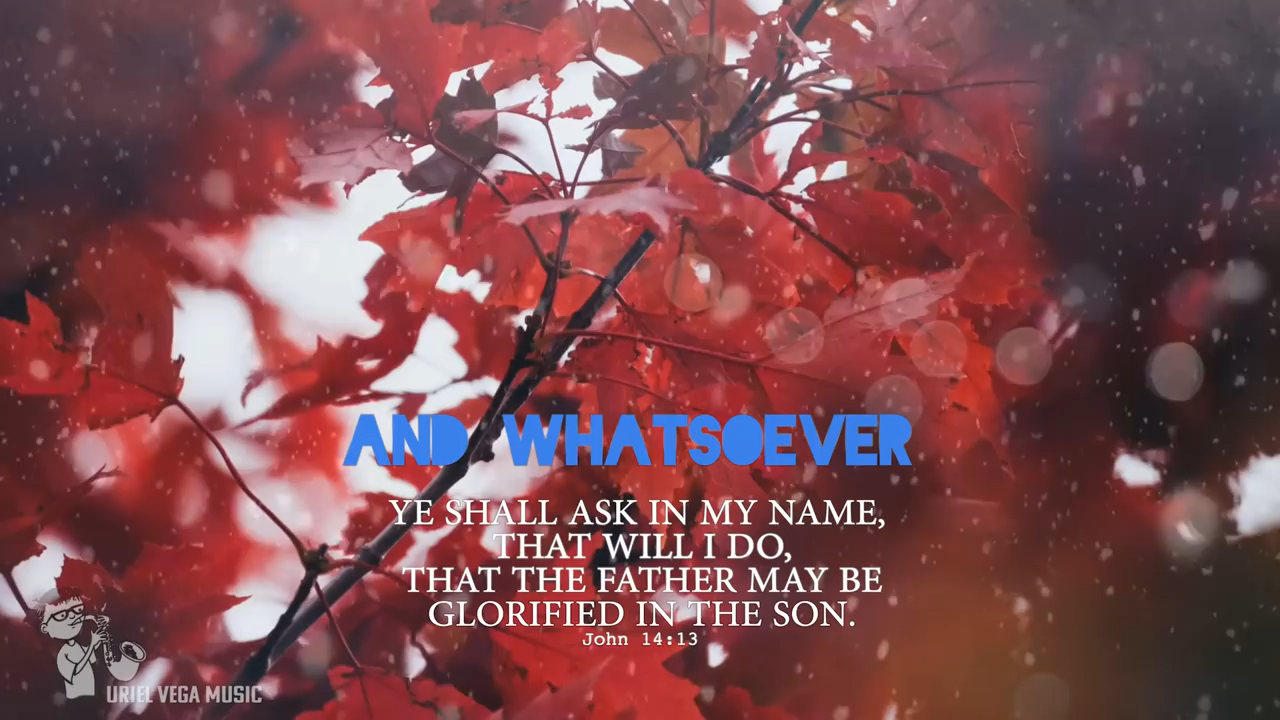 AND WHATSOEVER
YE SHALL ASK IN MY NAME,
THAT WILL I DO,
THAT THE FATHER MAY BE
GLORIFIED IN THE SON.
John 14:13
URIEL VEGA MUSIC